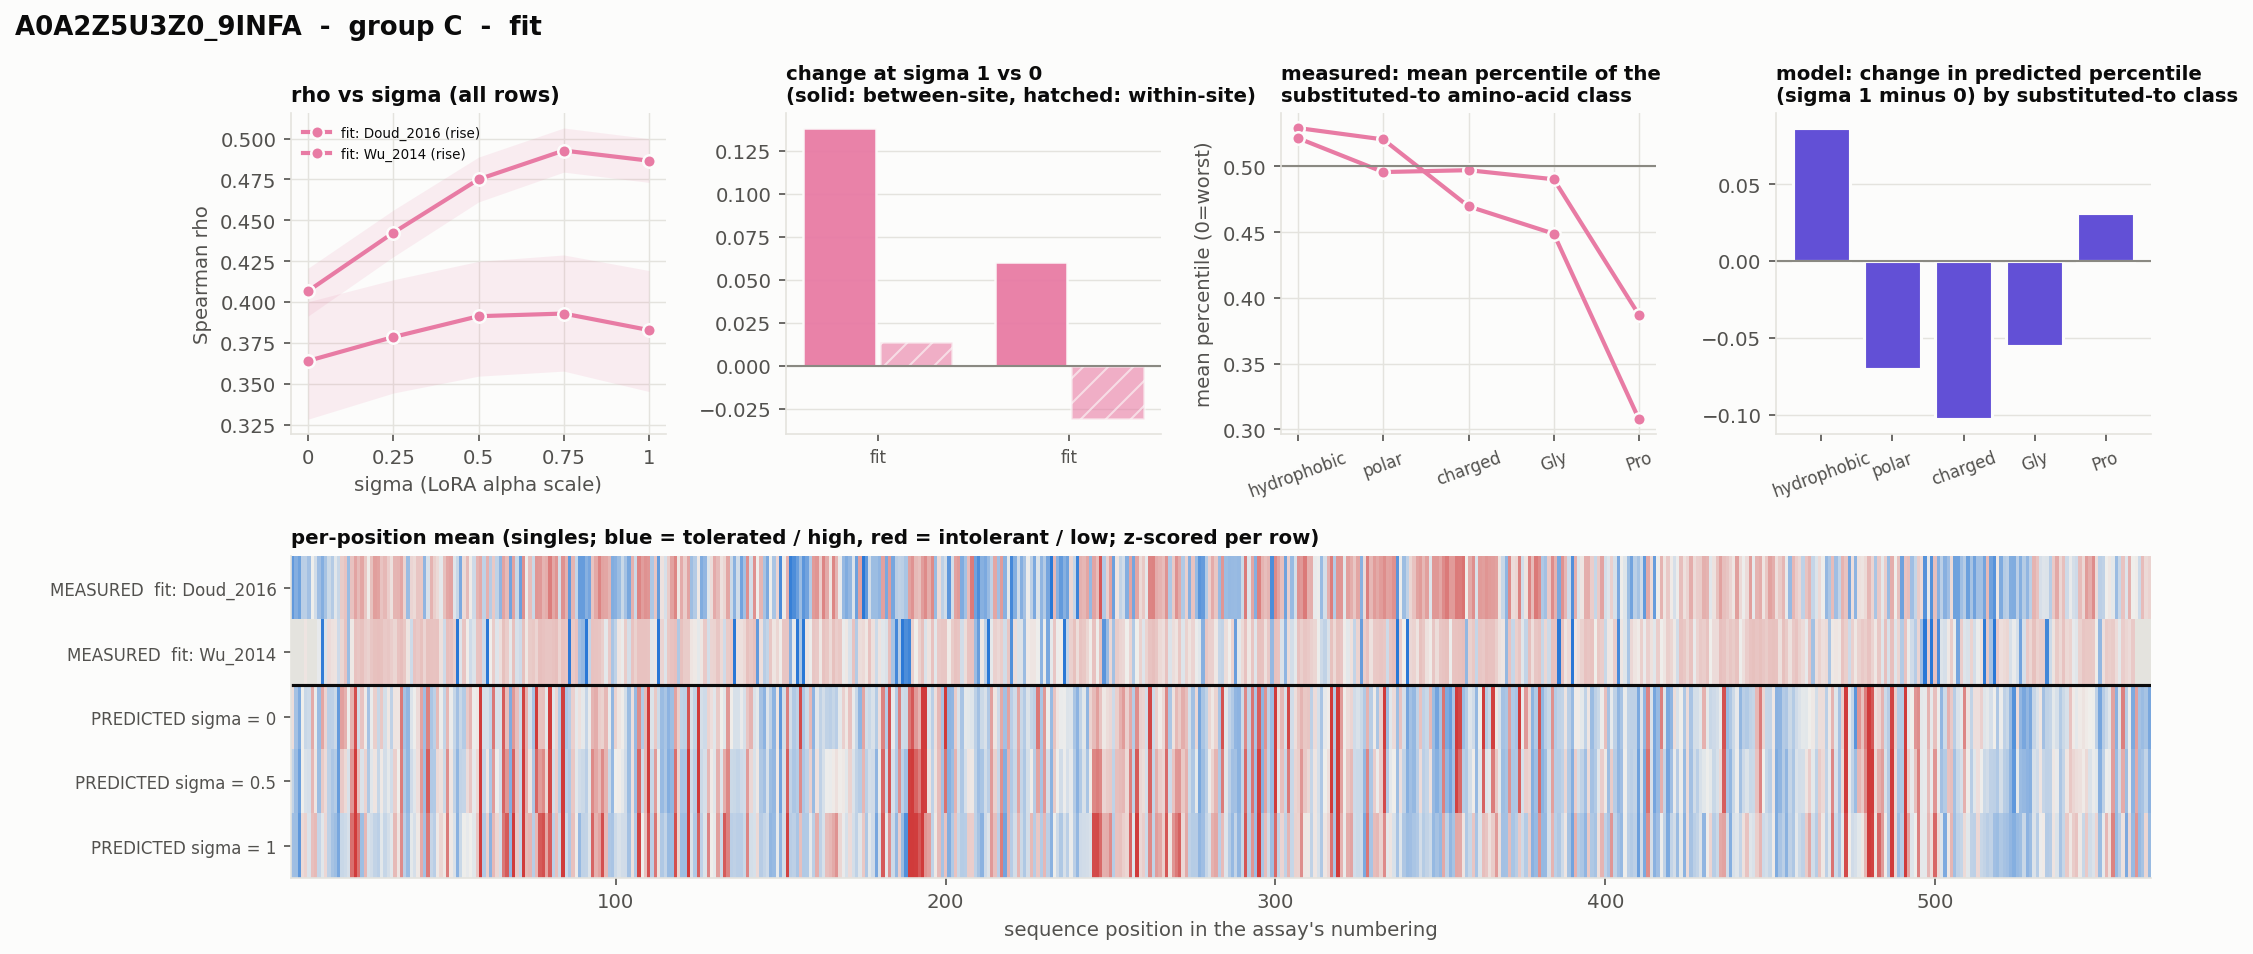 A0A2Z5U3Z0_9INFA  -  group C  -  fit
rho vs sigma (all rows)
fit: Doud_2016 (rise)
fit: Wu_2014 (rise)
Spearman rho
0.500
0.475
0.450
0.425
0.400
0.375
0.350
0.325
0
0.25
0.5
0.75
1
sigma (LoRA alpha scale)
change at sigma 1 vs 0
(solid: between-site, hatched: within-site)
0.125
0.100
0.075
0.050
0.025
0.000
−0.025
fit
fit
measured: mean percentile of the
substituted-to amino-acid class
mean percentile (0=worst)
0.50
0.45
0.40
0.35
0.30
hydrophobic
polar
charged
Gly
Pro
model: change in predicted percentile
(sigma 1 minus 0) by substituted-to class
0.05
0.00
−0.05
−0.10
hydrophobic
polar
charged
Gly
Pro
per-position mean (singles; blue = tolerated / high, red = intolerant / low; z-scored per row)
MEASURED  fit: Doud_2016
MEASURED  fit: Wu_2014
PREDICTED sigma = 0
PREDICTED sigma = 0.5
PREDICTED sigma = 1
100
200
300
400
500
sequence position in the assay's numbering